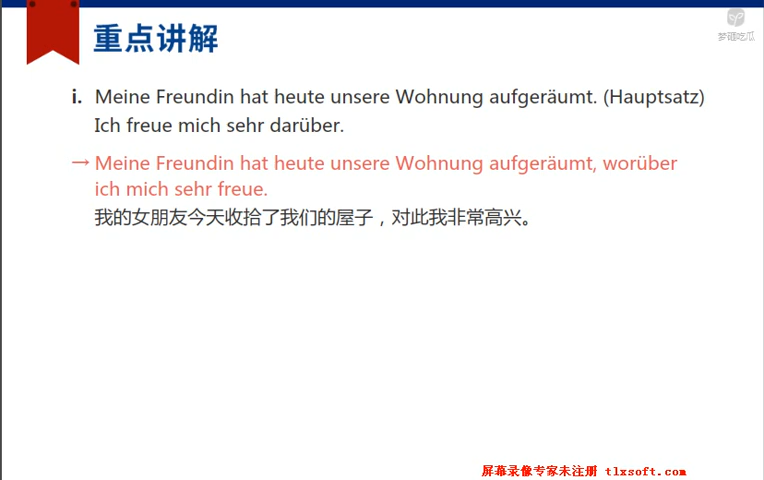 重点讲解
梦砸吃瓜
i. Meine Freundin hat heute unsere Wohnung aufgeräumt. (Hauptsatz)
Ich freue mich sehr darüber.
→ Meine Freundin hat heute unsere Wohnung aufgeräumt, worüber
ich mich sehr freue.
我的女朋友今天收拾了我们的屋子，对此我非常高兴。
屏幕录像专家未注册 tlxsoft.com